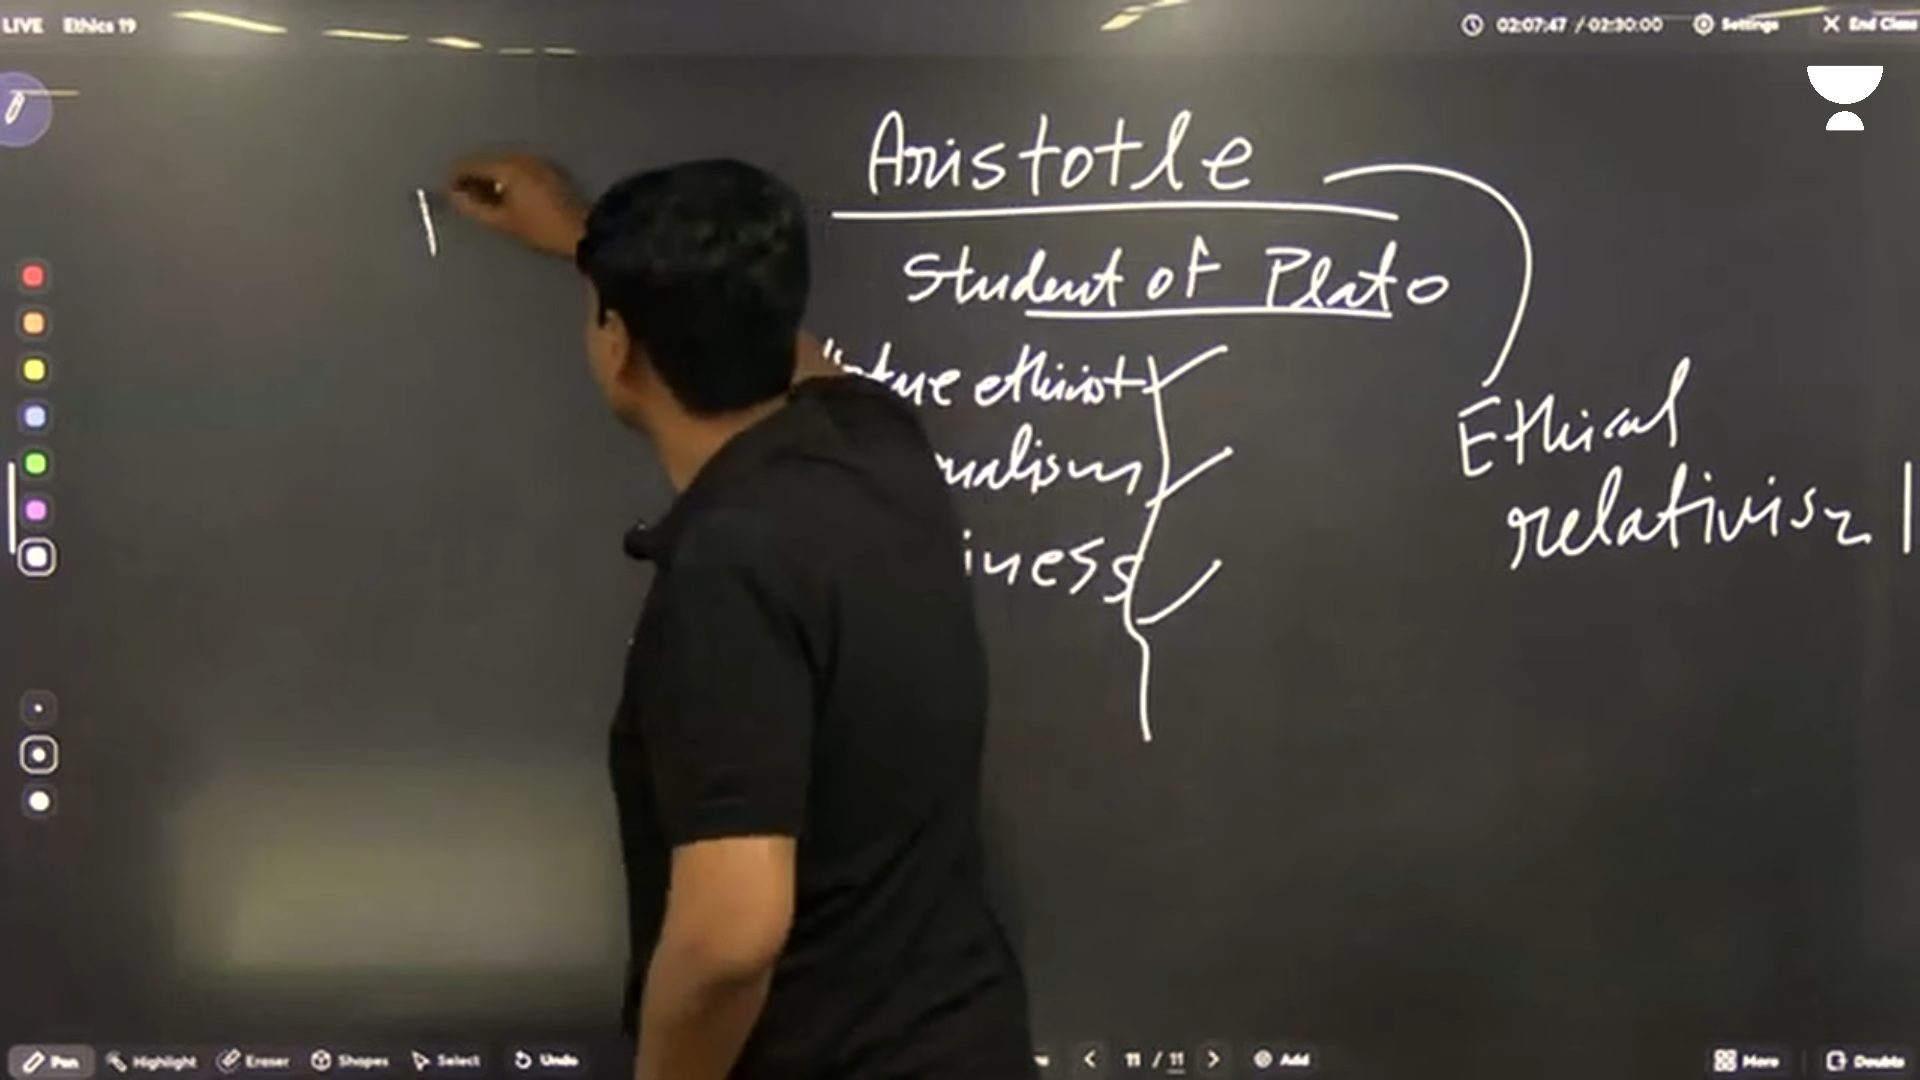 LIVE Ethics 19
02:07:47 / 02:30:00 Settings End Class
Aristotle
Student of Plato
ethicist
Ethical
relativism
Pen Highlight Eraser Shapes Select Undo
11 / 11 Add More Doubts